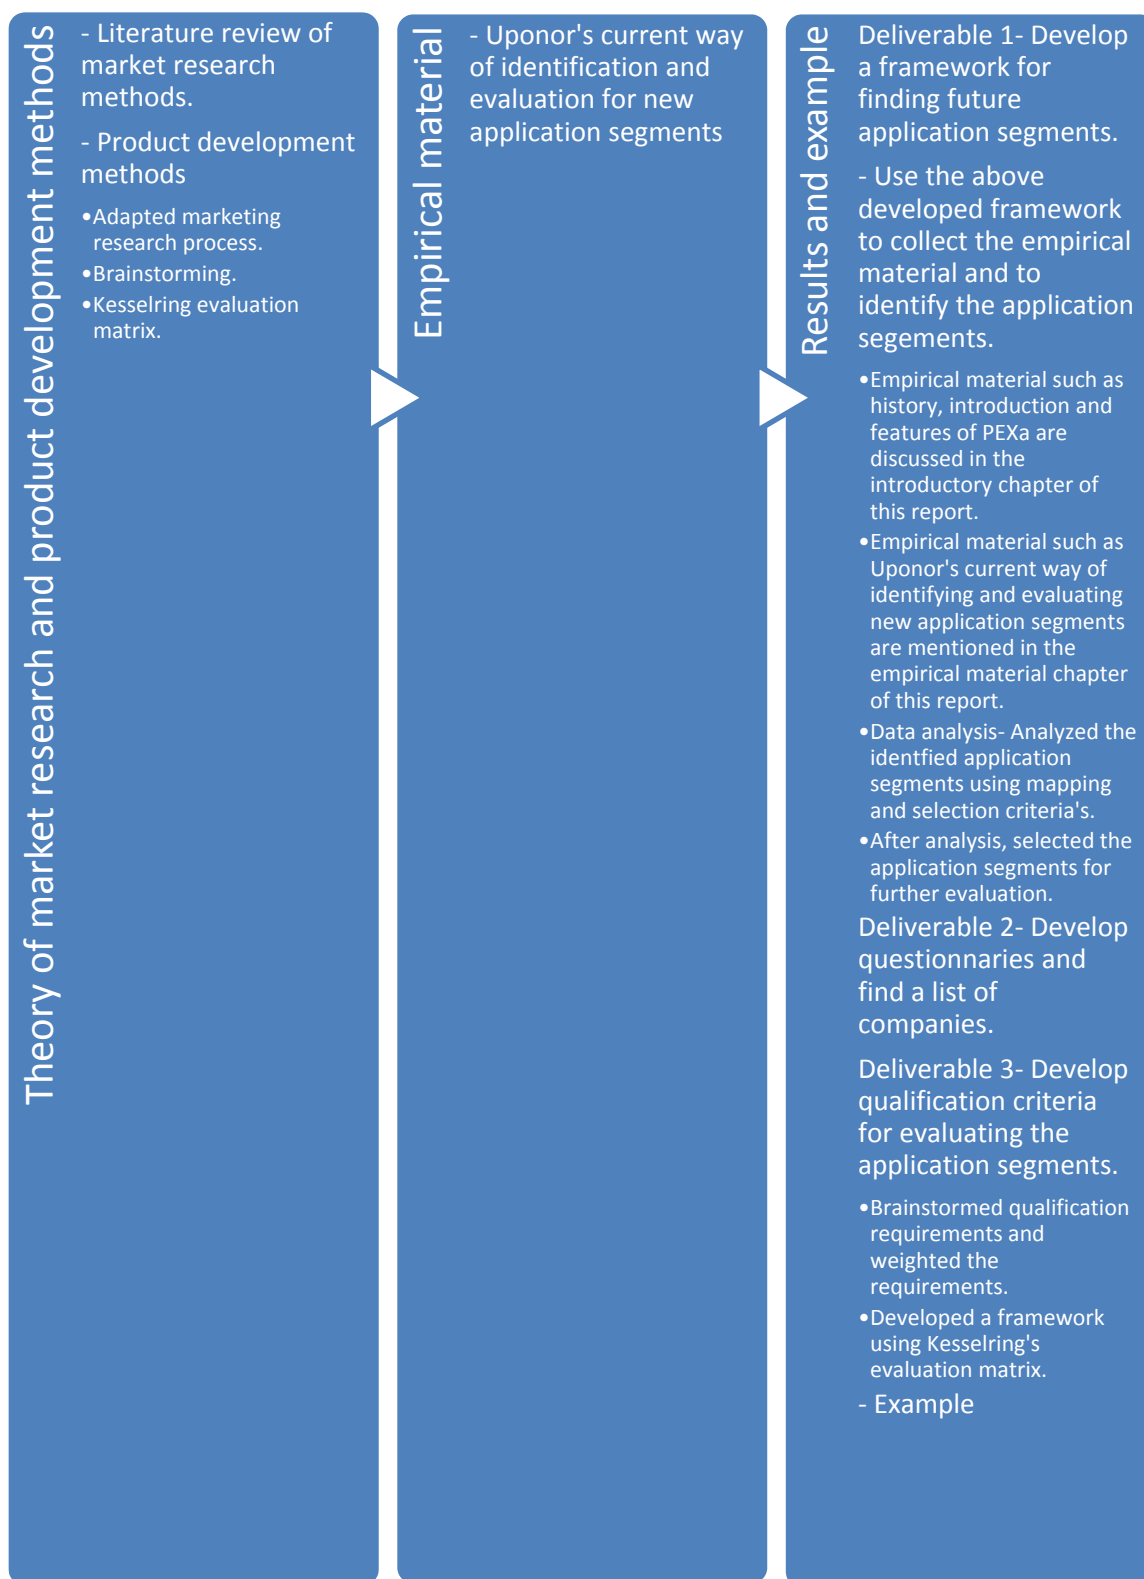 Theory of market research and product development methods
- Literature review of
market research
methods.
- Product development
methods
•Adapted marketing
research process.
•Brainstorming.
•Kesselring evaluation
matrix.
Empirical material
- Uponor's current way
of identification and
evaluation for new
application segments
Results and example
Deliverable 1- Develop
a framework for
finding future
application segments.
- Use the above
developed framework
to collect the empirical
material and to
identify the application
segements.
•Empirical material such as
history, introduction and
features of PEXa are
discussed in the
introductory chapter of
this report.
•Empirical material such as
Uponor's current way of
identifying and evaluating
new application segments
are mentioned in the
empirical material chapter
of this report.
•Data analysis- Analyzed the
identfied application
segments using mapping
and selection criteria's.
•After analysis, selected the
application segments for
further evaluation.
Deliverable 2- Develop
questionnaries and
find a list of
companies.
Deliverable 3- Develop
qualification criteria
for evaluating the
application segments.
•Brainstormed qualification
requirements and
weighted the
requirements.
•Developed a framework
using Kesselring's
evaluation matrix.
- Example